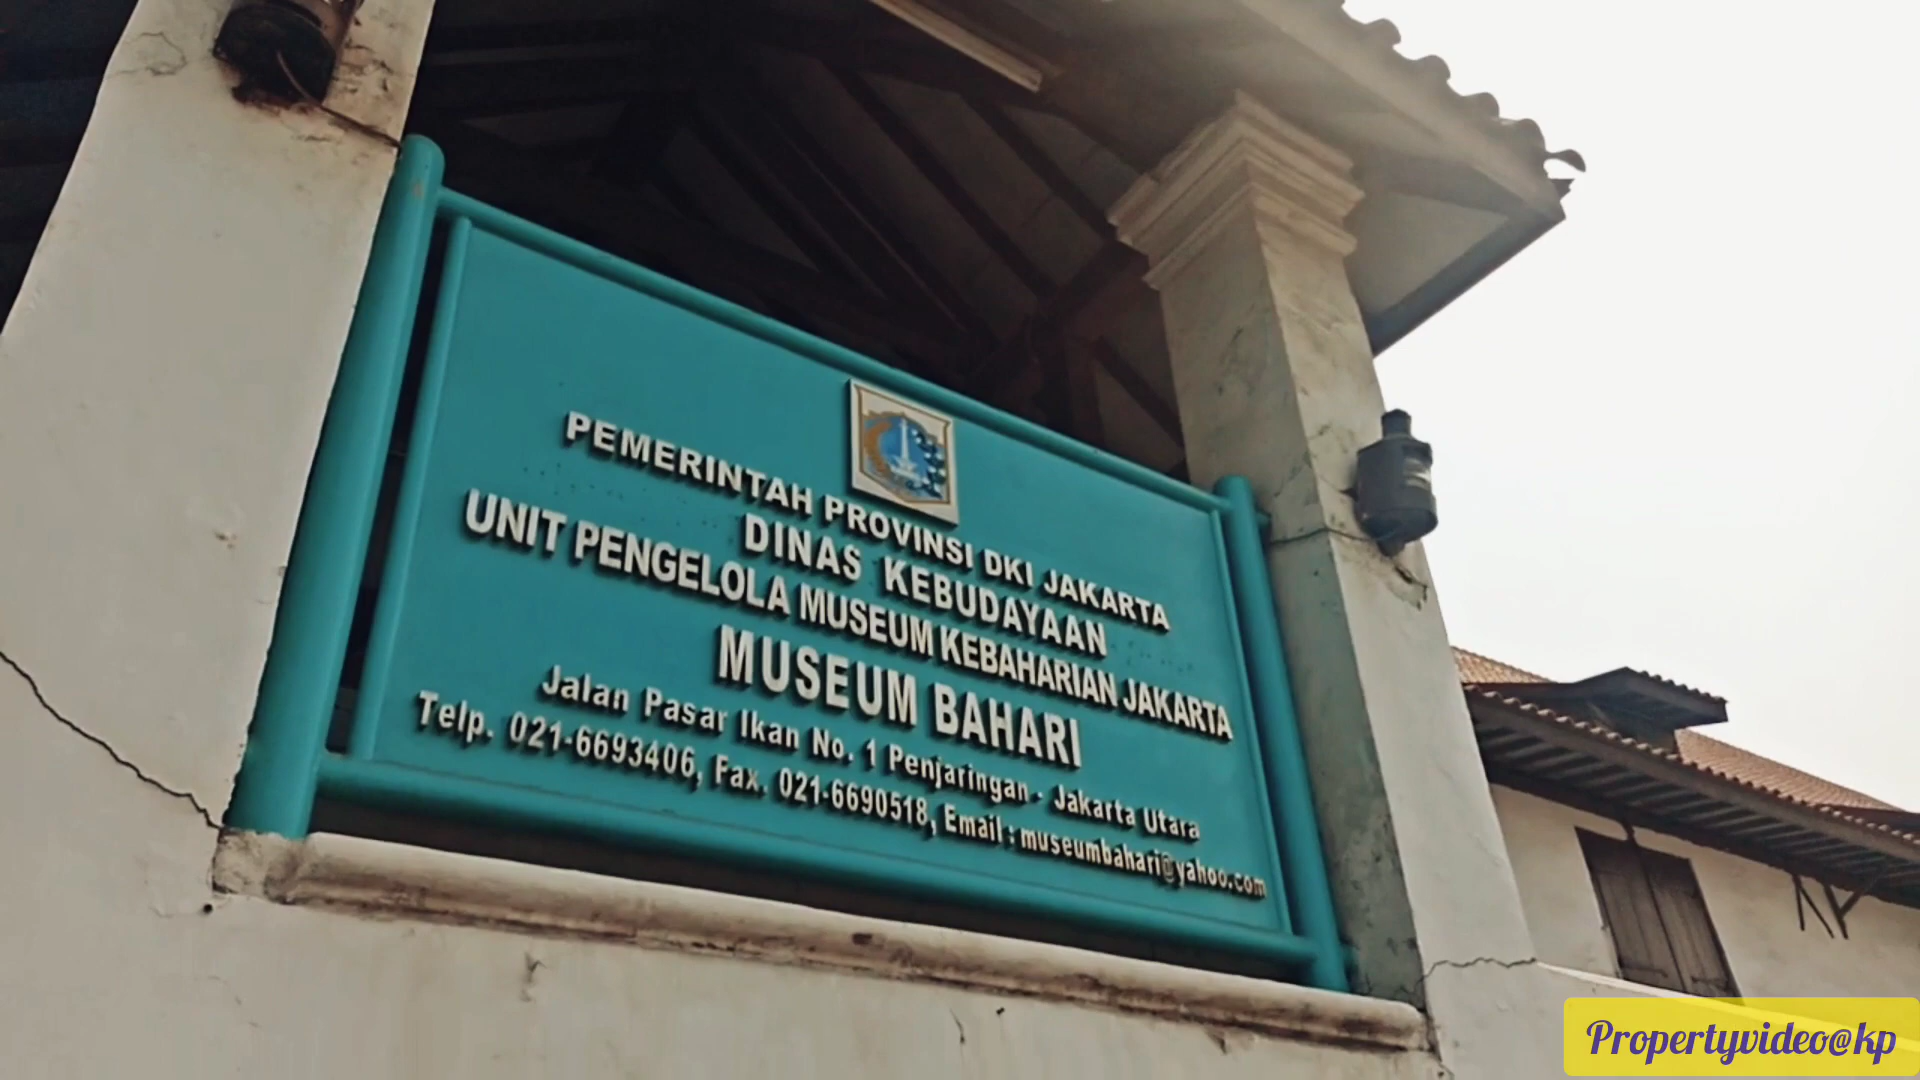 PEMERINTAH PROVINSI DKI JAKARTA
DINAS KEBUDAYAAN
UNIT PENGELOLA MUSEUM KEBAHARIAN JAKARTA
MUSEUM BAHARI
Jalan Pasar Ikan No. 1 Penjaringan - Jakarta Utara
Telp. 021-6693406, Fax. 021-6690518, Email : museumbahari@yahoo.com
Propertyvideo@kp